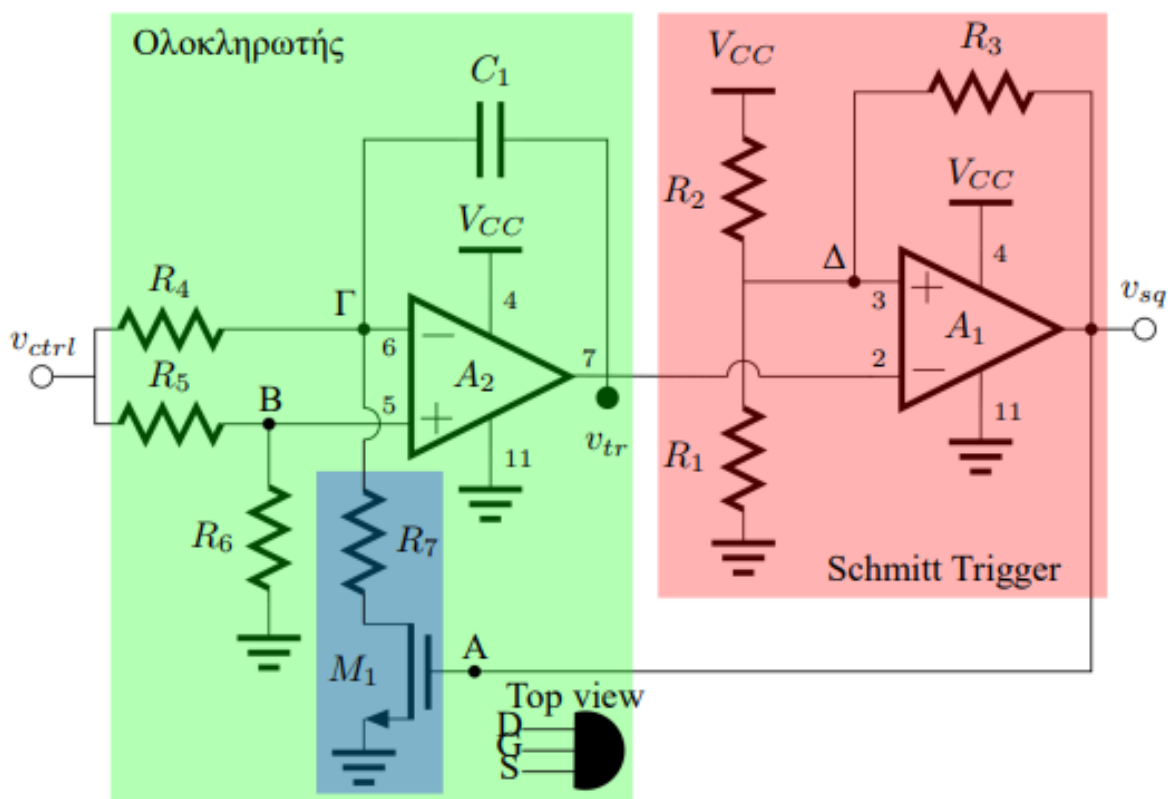 Ολοκληρωτής
C1
VCC
R3
R2
VCC
VCC
4
Δ
3
+
A1
vsq
R4
Γ
4
vctrl
6
−
A2
7
2
−
R5
B
5
+
vtr
11
R1
11
R6
R7
Schmitt Trigger
M1
A
Top view
D
G
S